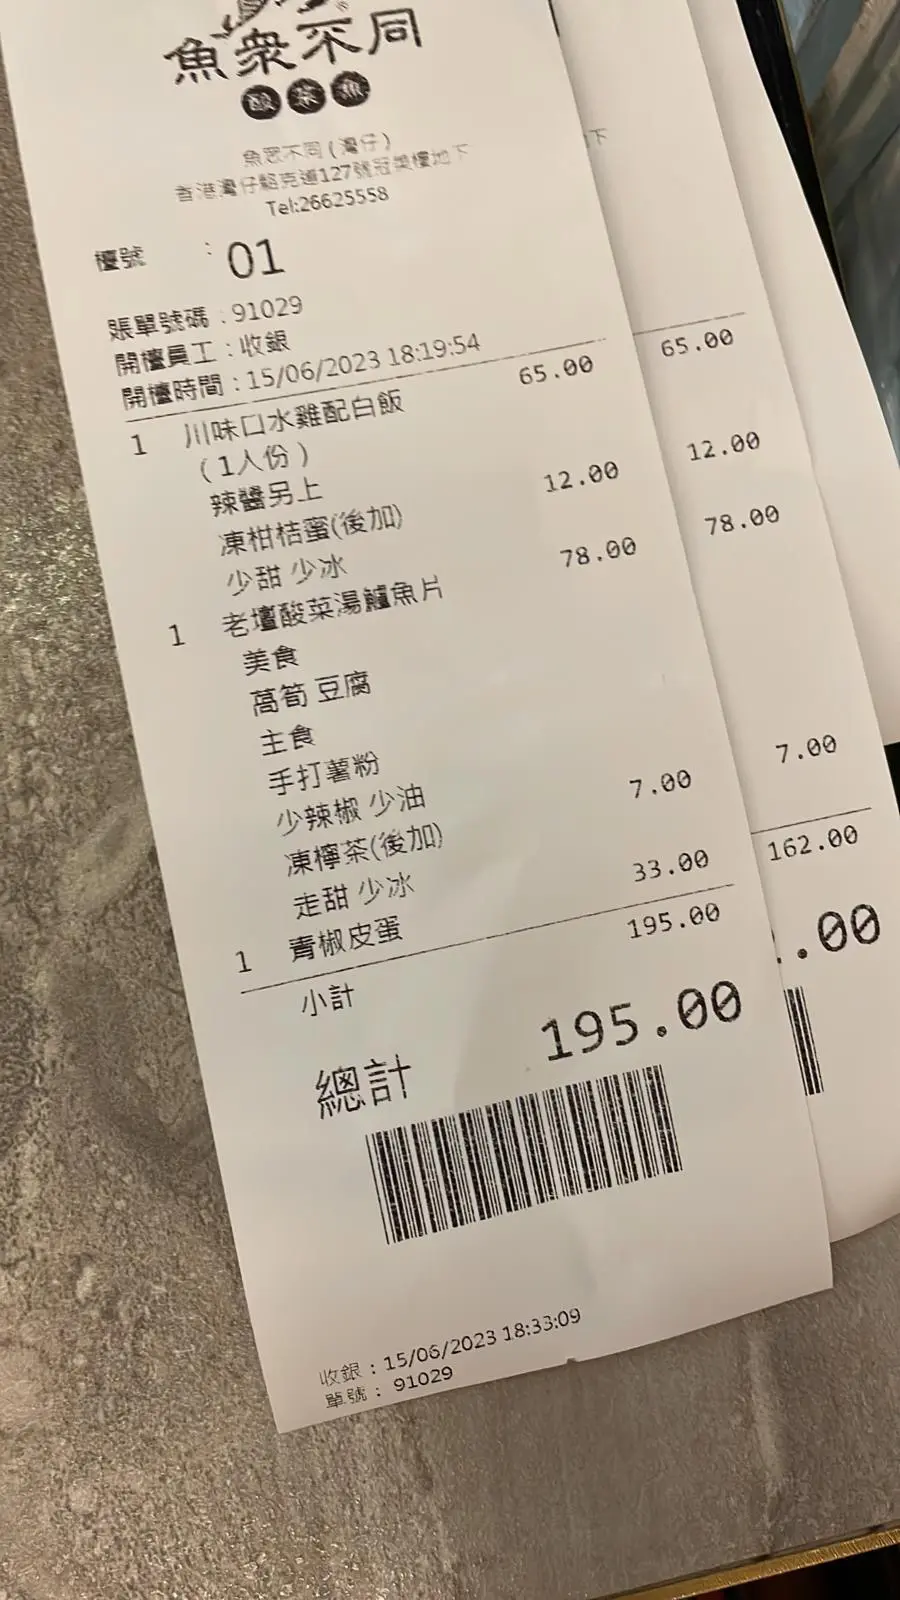 魚衆不同
酸菜魚
魚眾不同(灣仔)
香港灣仔駱克道127號冠美樓地下
Tel:26625558
檯號 : 01
賬單號碼 : 91029
開檯員工 : 收銀
開檯時間 : 15/06/2023 18:19:54
1 川味口水雞配白飯 65.00
(1人份)
辣醬另上
凍柑桔蜜(後加) 12.00
少甜 少冰
1 老壇酸菜湯鱸魚片 78.00
美食
萵筍 豆腐
主食
手打薯粉
少辣椒 少油
凍檸茶(後加) 7.00
走甜 少冰
1 青椒皮蛋 33.00
小計 195.00
總計 195.00
收銀 : 15/06/2023 18:33:09
單號 : 91029
地下
65.00
12.00
78.00
7.00
162.00
.00